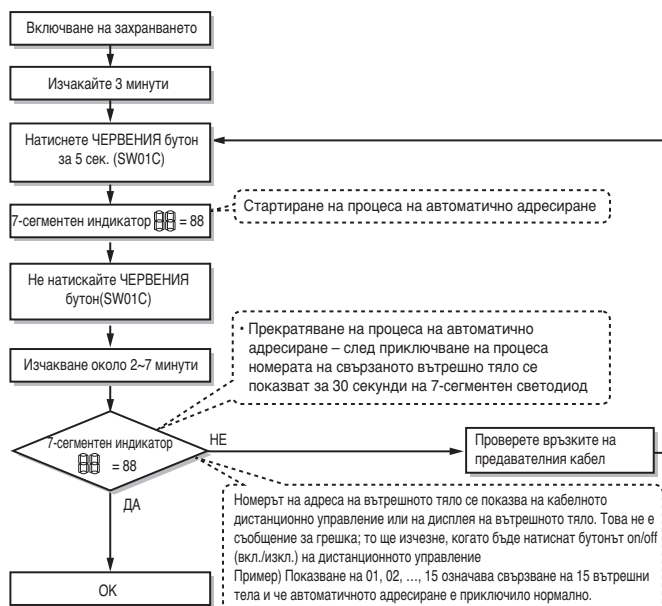 Включване на захранването
Изчакайте 3 минути
Натиснете ЧЕРВЕНИЯ бутон
за 5 сек. (SW01C)
7-сегментен индикатор 88 = 88
Стартиране на процеса на автоматично адресиране
Не натискайте ЧЕРВЕНИЯ
бутон(SW01C)
• Прекратяване на процеса на автоматично
адресиране – след приключване на процеса
номерата на свързаното вътрешно тяло се
показват за 30 секунди на 7-сегментен светодиод
Изчакване около 2~7 минути
7-сегментен индикатор
88 = 88
НЕ
Проверете връзките на
предавателния кабел
ДА
Номерът на адреса на вътрешното тяло се показва на кабелното
дистанционно управление или на дисплея на вътрешното тяло. Това не е
съобщение за грешка; то ще изчезне, когато бъде натиснат бутонът on/off
(вкл./изкл.) на дистанционното управление
Пример) Показване на 01, 02, ..., 15 означава свързване на 15 вътрешни
тела и че автоматичното адресиране е приключило нормално.
OK